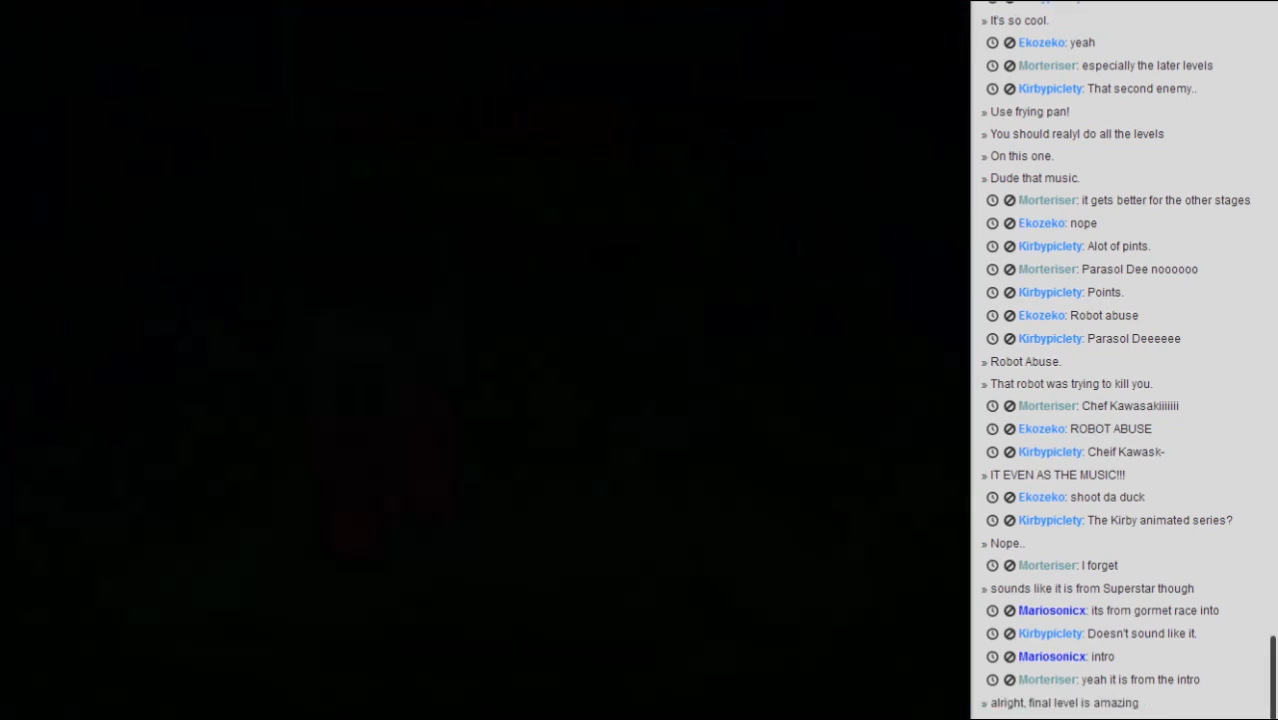 » It's so cool.
Ekozeko: yeah
Morteriser: especially the later levels
Kirbypiclety: That second enemy..
» Use frying pan!
» You should realyl do all the levels
» On this one.
» Dude that music.
Morteriser: it gets better for the other stages
Ekozeko: nope
Kirbypiclety: Alot of pints.
Morteriser: Parasol Dee noooooo
Kirbypiclety: Points.
Ekozeko: Robot abuse
Kirbypiclety: Parasol Deeeeee
» Robot Abuse.
» That robot was trying to kill you.
Morteriser: Chef Kawasakiiiiiii
Ekozeko: ROBOT ABUSE
Kirbypiclety: Cheif Kawask-
» IT EVEN AS THE MUSIC!!!
Ekozeko: shoot da duck
Kirbypiclety: The Kirby animated series?
» Nope..
Morteriser: I forget
» sounds like it is from Superstar though
Mariosonicx: its from gormet race into
Kirbypiclety: Doesn't sound like it.
Mariosonicx: intro
Morteriser: yeah it is from the intro
» alright, final level is amazing